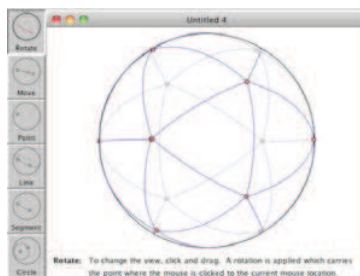 Untitled 4
Rotate
Move
Point
Line
Segment
Circle
Rotate: To change the view, click and drag. A rotation is applied which carries
the point where the mouse is clicked to the current mouse location.